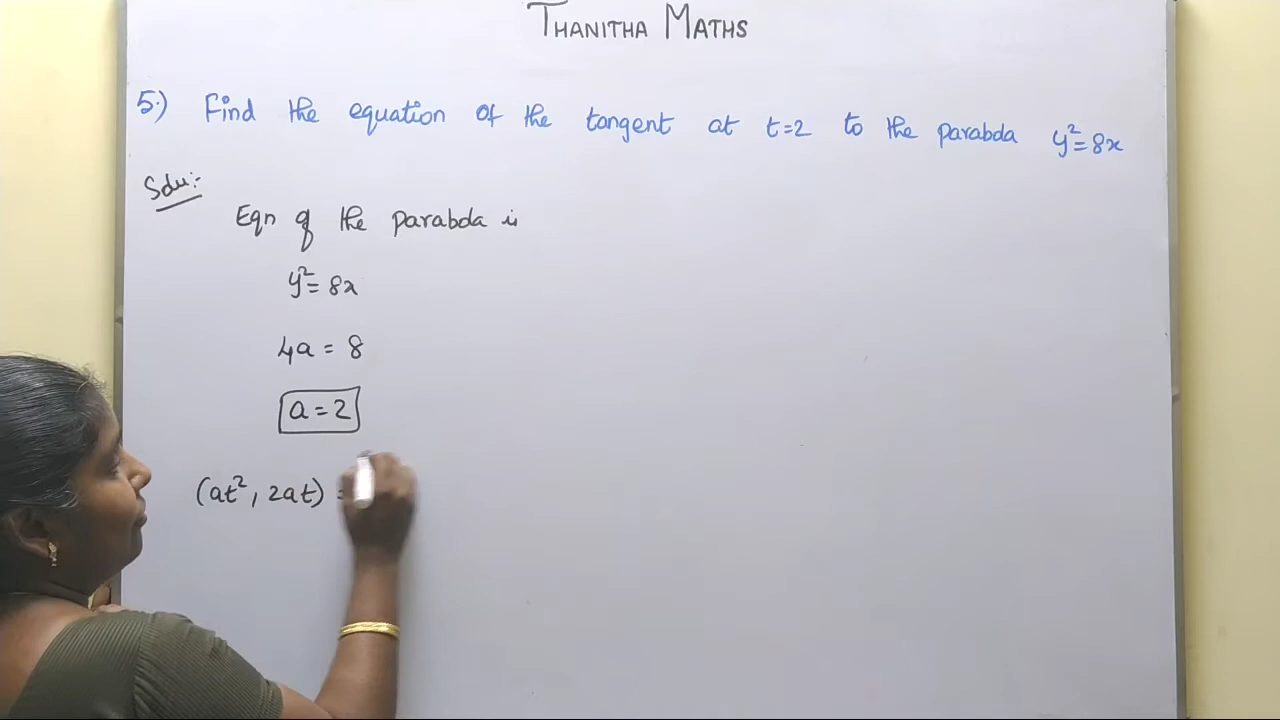 THANITHA MATHS
5.) Find the equation of the tangent at t=2 to the parabola y²=8x
Solu:-
Eqn of the parabola is
y²=8x
4a = 8
a = 2
(at², 2at) =